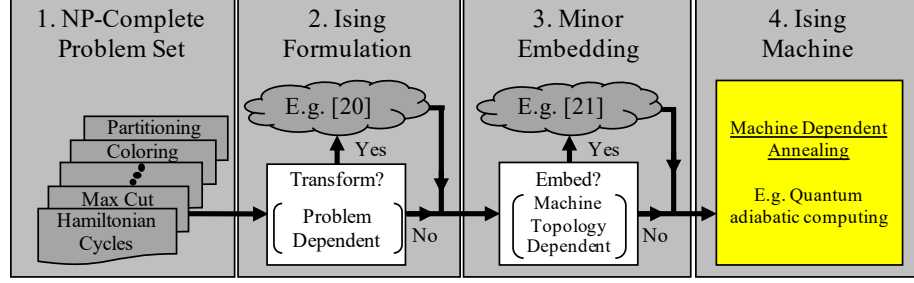 1. NP-Complete
Problem Set
Partitioning
Coloring
Max Cut
Hamiltonian
Cycles
2. Ising
Formulation
E.g. [20]
Yes
Transform?
Problem
Dependent
No
3. Minor
Embedding
E.g. [21]
Yes
Embed?
Machine
Topology
Dependent
No
4. Ising
Machine
Machine Dependent
Annealing
E.g. Quantum
adiabatic computing